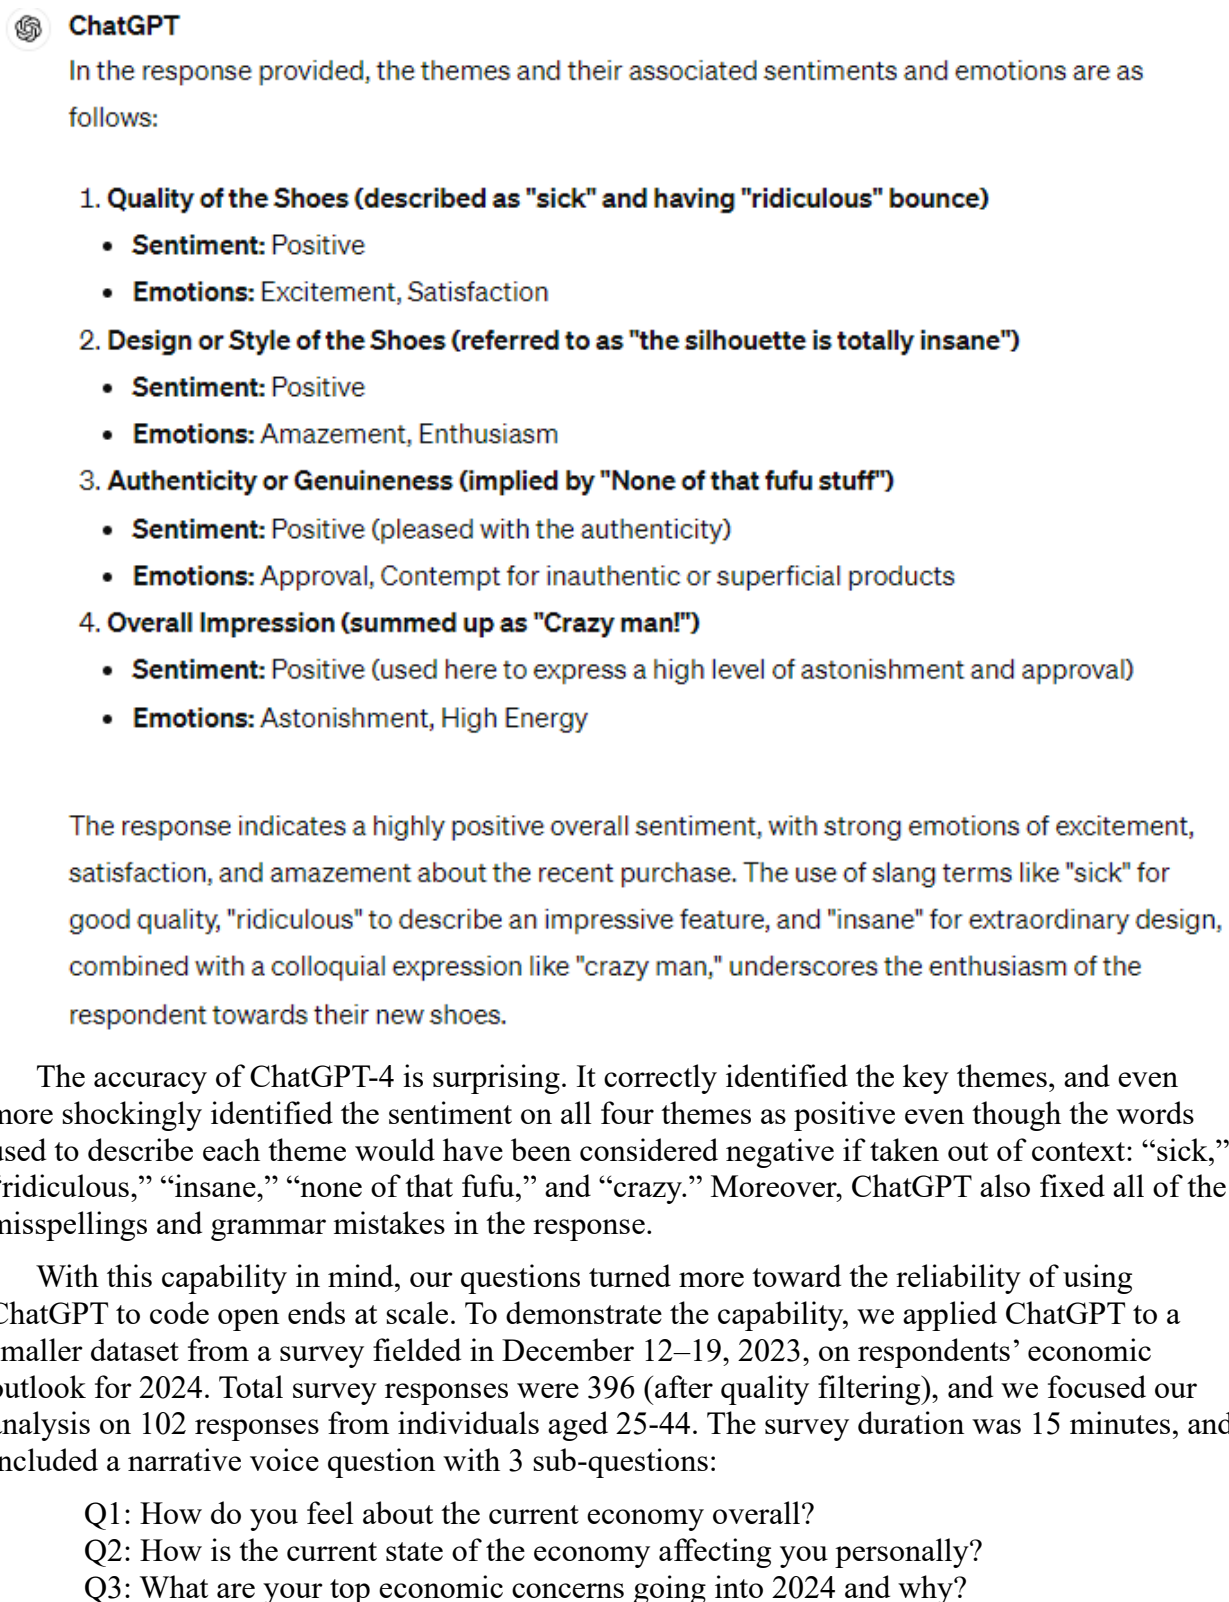 ChatGPT
In the response provided, the themes and their associated sentiments and emotions are as
follows:
1. Quality of the Shoes (described as "sick" and having "ridiculous" bounce)
• Sentiment: Positive
• Emotions: Excitement, Satisfaction
2. Design or Style of the Shoes (referred to as "the silhouette is totally insane")
• Sentiment: Positive
• Emotions: Amazement, Enthusiasm
3. Authenticity or Genuineness (implied by "None of that fufu stuff")
• Sentiment: Positive (pleased with the authenticity)
• Emotions: Approval, Contempt for inauthentic or superficial products
4. Overall Impression (summed up as "Crazy man!")
• Sentiment: Positive (used here to express a high level of astonishment and approval)
• Emotions: Astonishment, High Energy
The response indicates a highly positive overall sentiment, with strong emotions of excitement,
satisfaction, and amazement about the recent purchase. The use of slang terms like "sick" for
good quality, "ridiculous" to describe an impressive feature, and "insane" for extraordinary design,
combined with a colloquial expression like "crazy man," underscores the enthusiasm of the
respondent towards their new shoes.
The accuracy of ChatGPT-4 is surprising. It correctly identified the key themes, and even
more shockingly identified the sentiment on all four themes as positive even though the words
used to describe each theme would have been considered negative if taken out of context: “sick,”
“ridiculous,” “insane,” “none of that fufu,” and “crazy.” Moreover, ChatGPT also fixed all of the
misspellings and grammar mistakes in the response.
With this capability in mind, our questions turned more toward the reliability of using
ChatGPT to code open ends at scale. To demonstrate the capability, we applied ChatGPT to a
smaller dataset from a survey fielded in December 12–19, 2023, on respondents’ economic
outlook for 2024. Total survey responses were 396 (after quality filtering), and we focused our
analysis on 102 responses from individuals aged 25-44. The survey duration was 15 minutes, and
included a narrative voice question with 3 sub-questions:
Q1: How do you feel about the current economy overall?
Q2: How is the current state of the economy affecting you personally?
Q3: What are your top economic concerns going into 2024 and why?